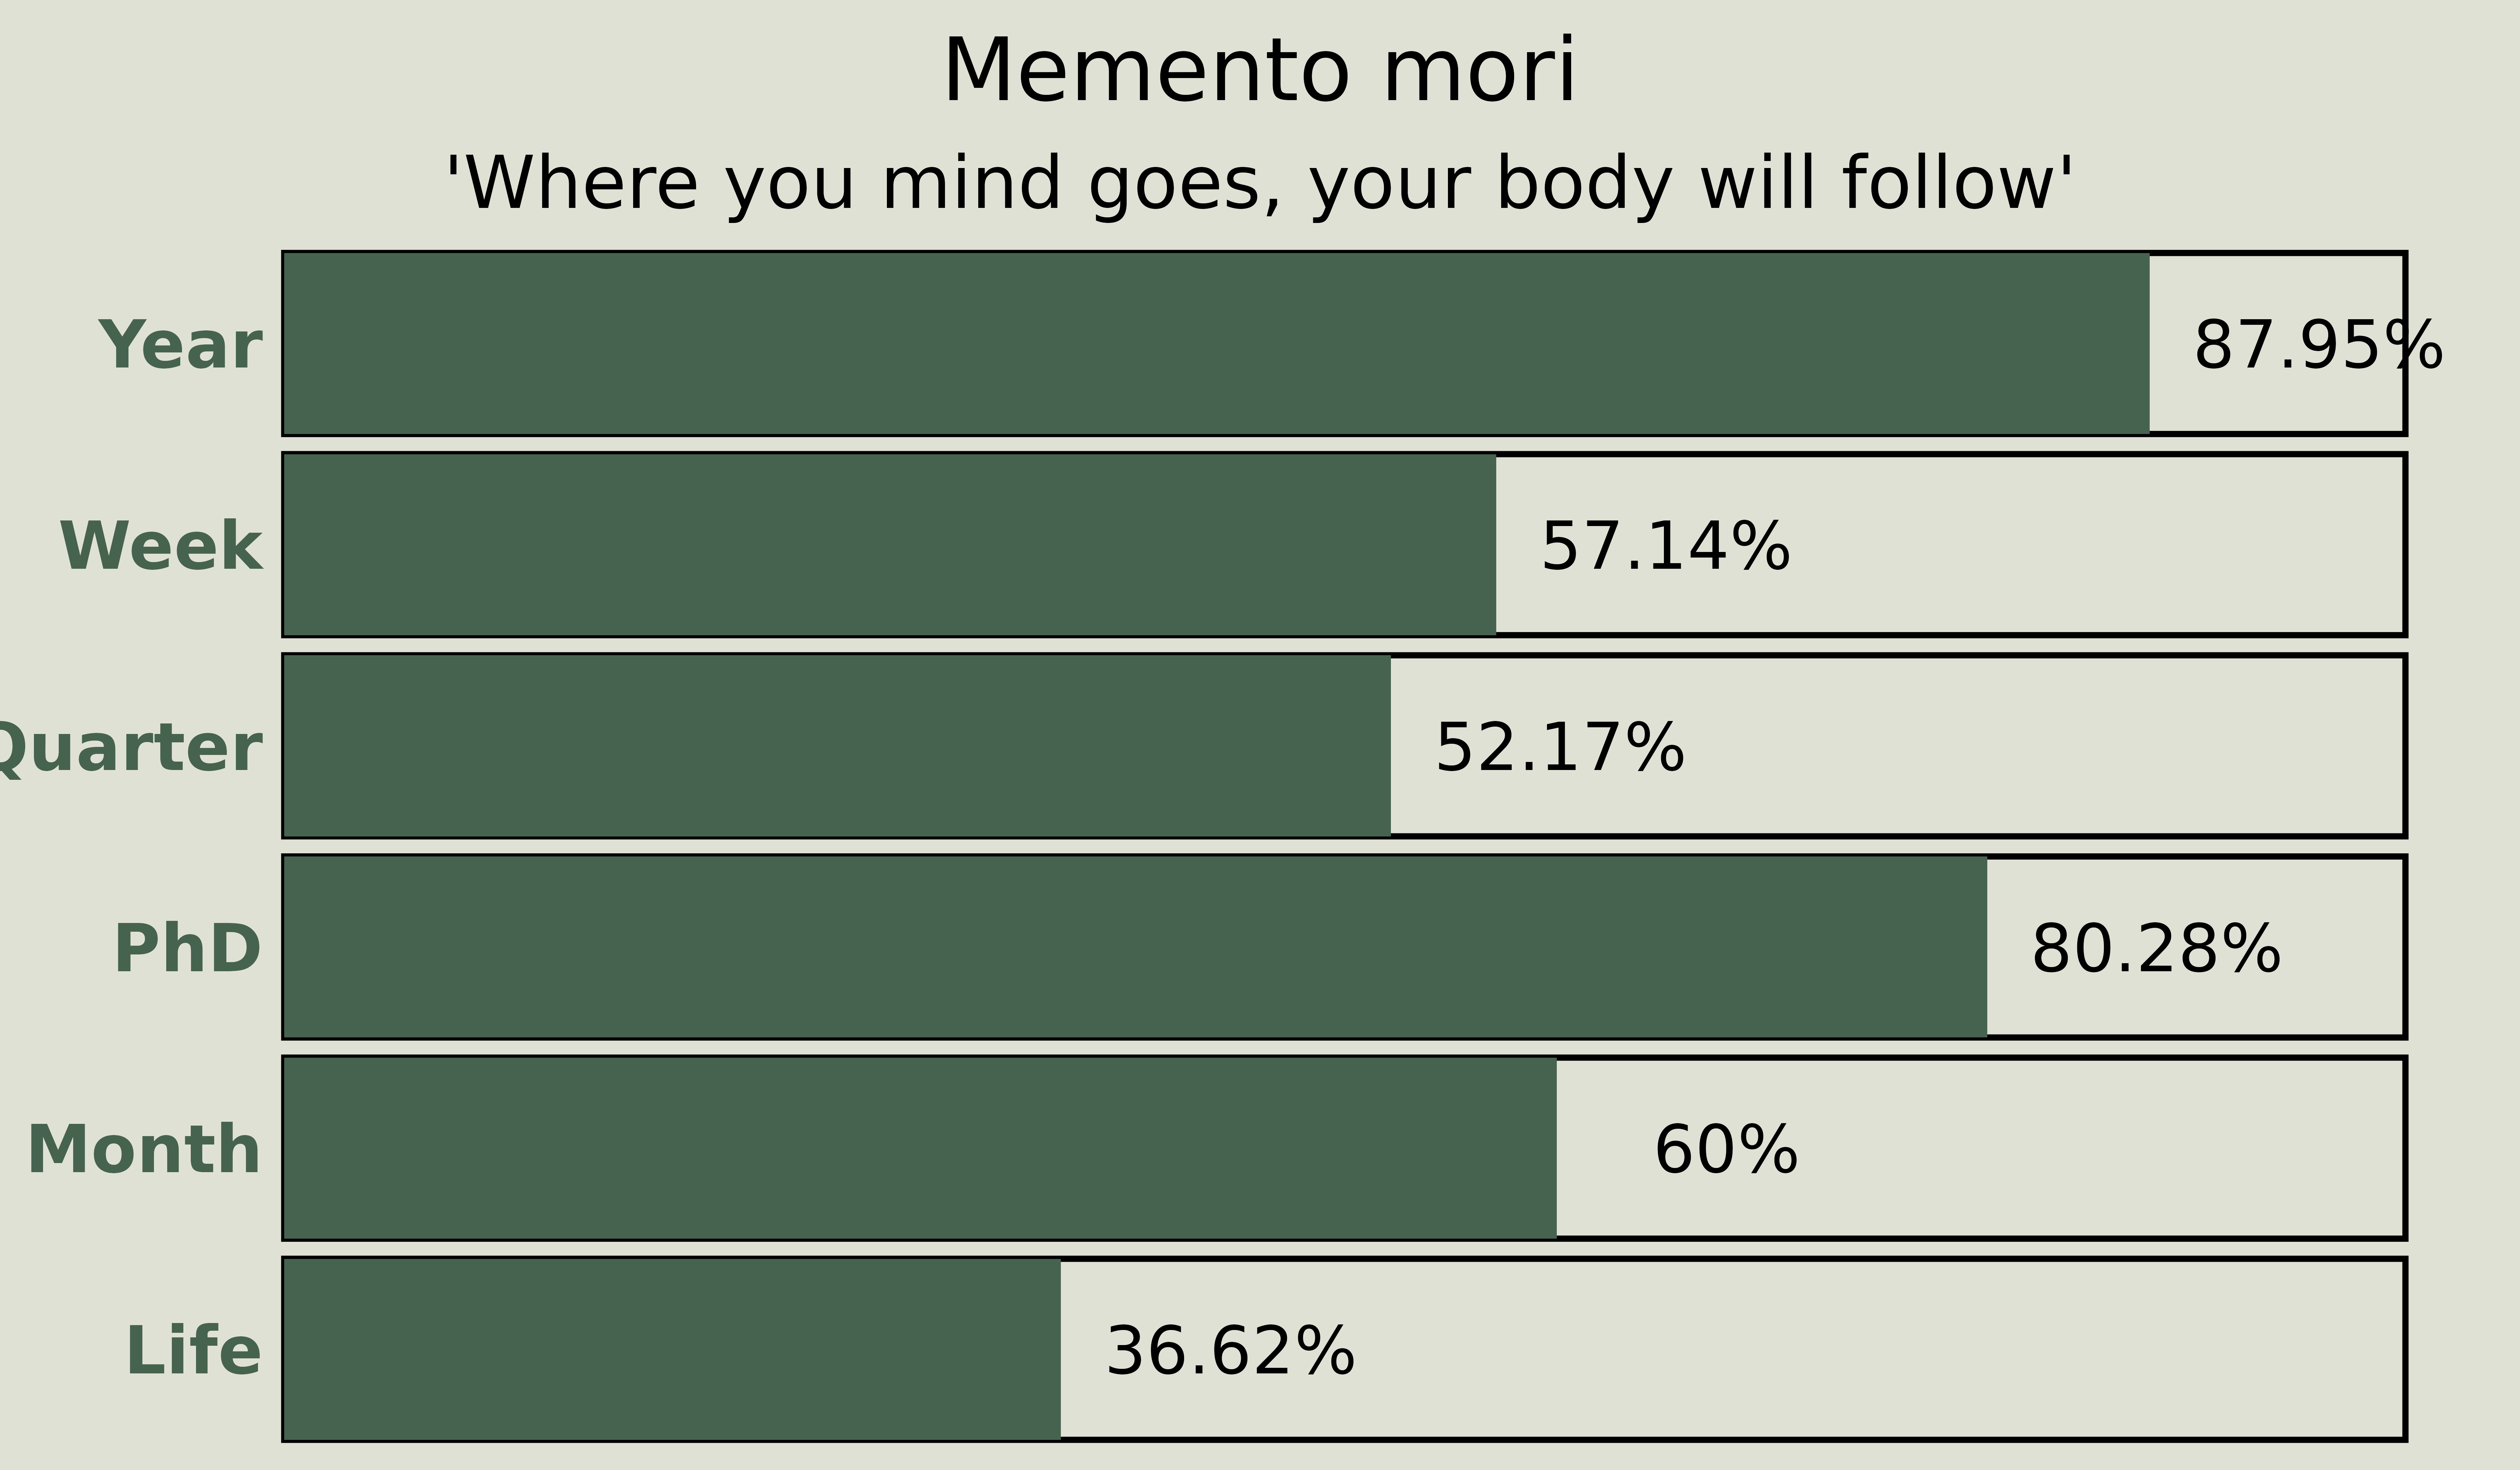 Memento mori
'Where you mind goes, your body will follow'
Year 87.95%
Week 57.14%
Quarter 52.17%
PhD 80.28%
Month 60%
Life 36.62%